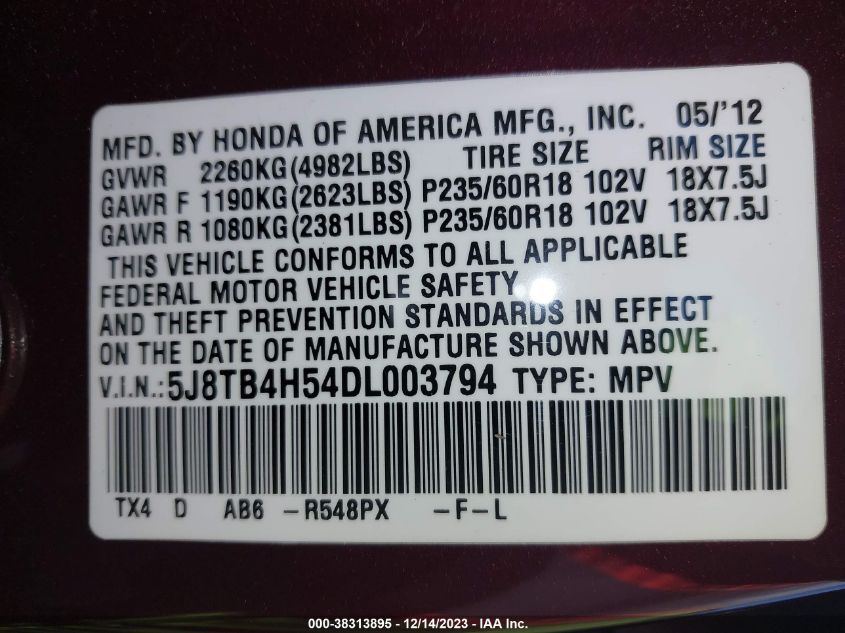 MFD. BY HONDA OF AMERICA MFG., INC. 05/'12
GVWR 2260KG(4982LBS) TIRE SIZE RIM SIZE
GAWR F 1190KG(2623LBS) P235/60R18 102V 18X7.5J
GAWR R 1080KG(2381LBS) P235/60R18 102V 18X7.5J
THIS VEHICLE CONFORMS TO ALL APPLICABLE
FEDERAL MOTOR VEHICLE SAFETY
AND THEFT PREVENTION STANDARDS IN EFFECT
ON THE DATE OF MANUFACTURE SHOWN ABOVE.
V.I.N.:5J8TB4H54DL003794 TYPE: MPV
TX4 D AB6 -R548PX -F-L
000-38313895 - 12/14/2023 - IAA Inc.